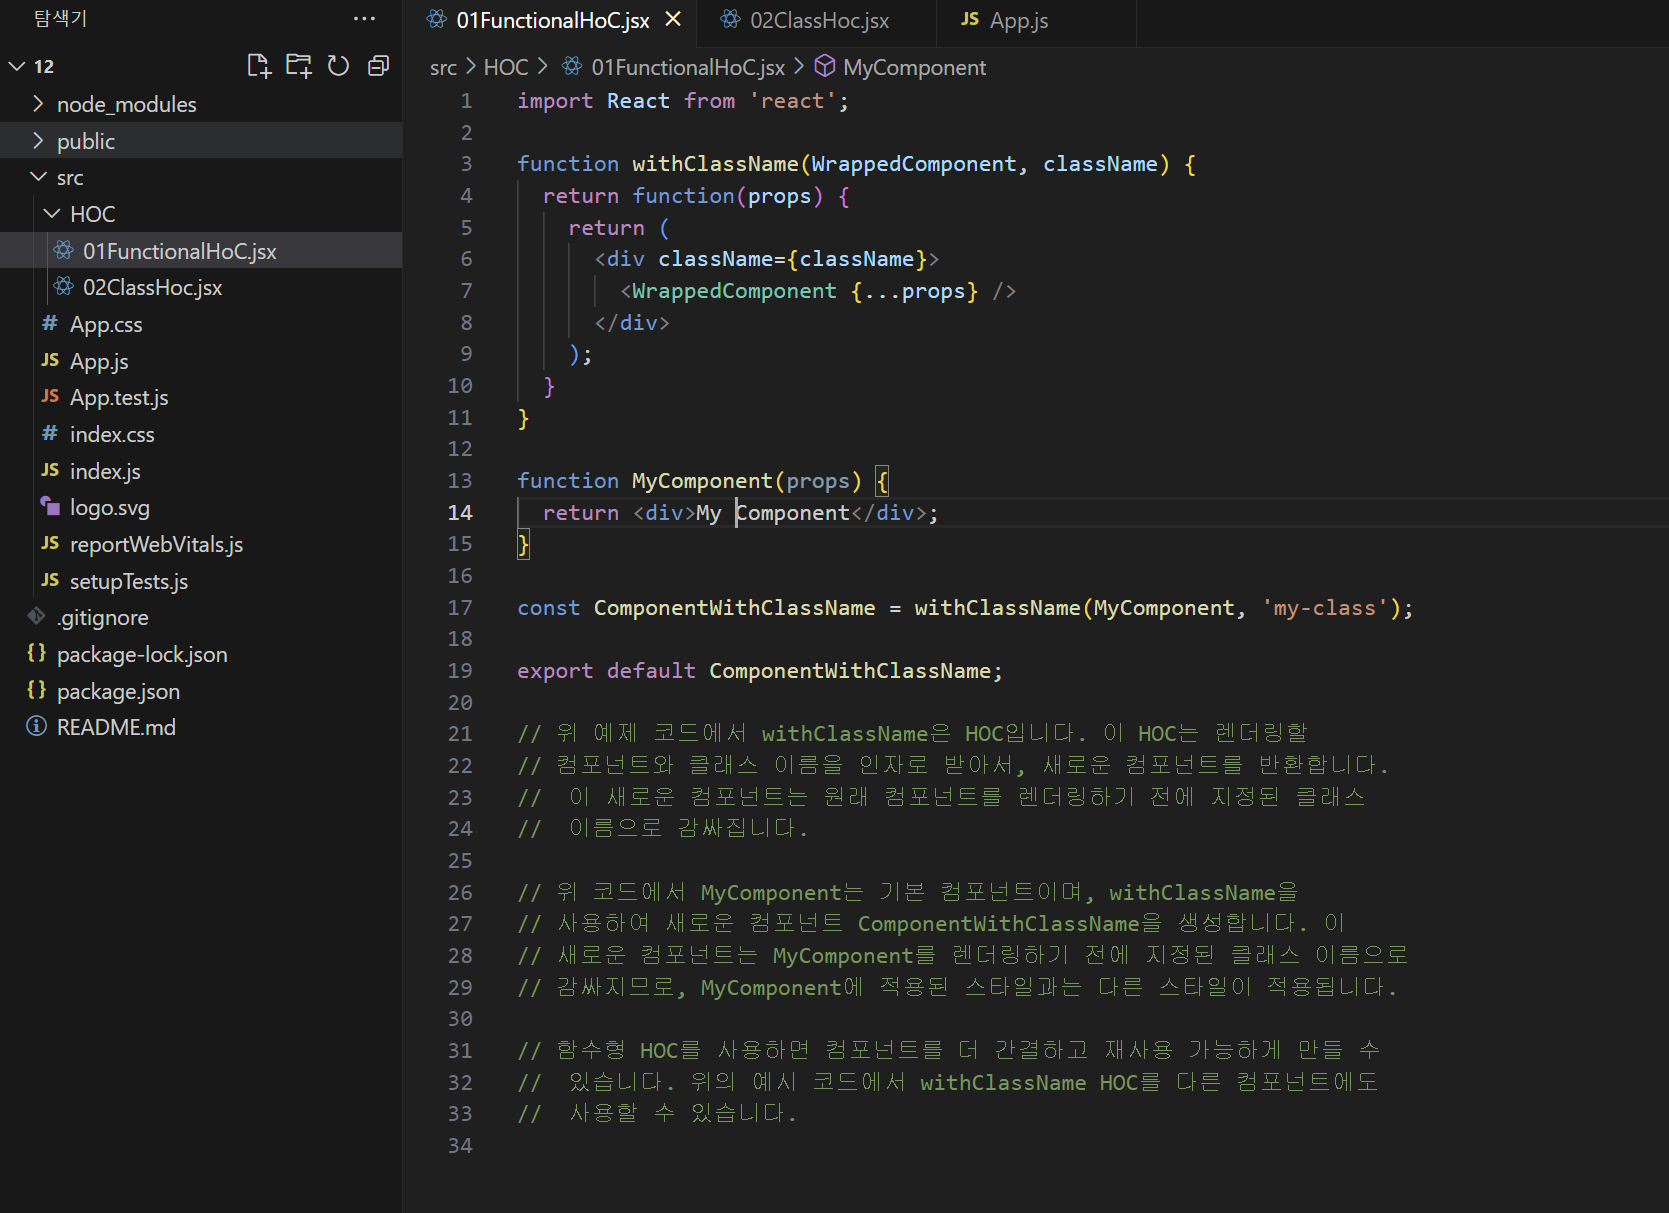 탐색기 ...
12
node_modules
public
src
HOC
01FunctionalHoC.jsx
02ClassHoc.jsx
# App.css
JS App.js
JS App.test.js
# index.css
JS index.js
logo.svg
JS reportWebVitals.js
JS setupTests.js
.gitignore
{} package-lock.json
{} package.json
README.md
01FunctionalHoC.jsx 02ClassHoc.jsx JS App.js
src > HOC > 01FunctionalHoC.jsx > MyComponent
1 import React from 'react';
2
3 function withClassName(WrappedComponent, className) {
4 return function(props) {
5 return (
6 <div className={className}>
7 <WrappedComponent {...props} />
8 </div>
9 );
10 }
11 }
12
13 function MyComponent(props) {
14 return <div>My Component</div>;
15 }
16
17 const ComponentWithClassName = withClassName(MyComponent, 'my-class');
18
19 export default ComponentWithClassName;
20
21 // 위 예제 코드에서 withClassName은 HOC입니다. 이 HOC는 렌더링할
22 // 컴포넌트와 클래스 이름을 인자로 받아서, 새로운 컴포넌트를 반환합니다.
23 // 이 새로운 컴포넌트는 원래 컴포넌트를 렌더링하기 전에 지정된 클래스
24 // 이름으로 감싸집니다.
25
26 // 위 코드에서 MyComponent는 기본 컴포넌트이며, withClassName을
27 // 사용하여 새로운 컴포넌트 ComponentWithClassName을 생성합니다. 이
28 // 새로운 컴포넌트는 MyComponent를 렌더링하기 전에 지정된 클래스 이름으로
29 // 감싸지므로, MyComponent에 적용된 스타일과는 다른 스타일이 적용됩니다.
30
31 // 함수형 HOC를 사용하면 컴포넌트를 더 간결하고 재사용 가능하게 만들 수
32 // 있습니다. 위의 예시 코드에서 withClassName HOC를 다른 컴포넌트에도
33 // 사용할 수 있습니다.
34